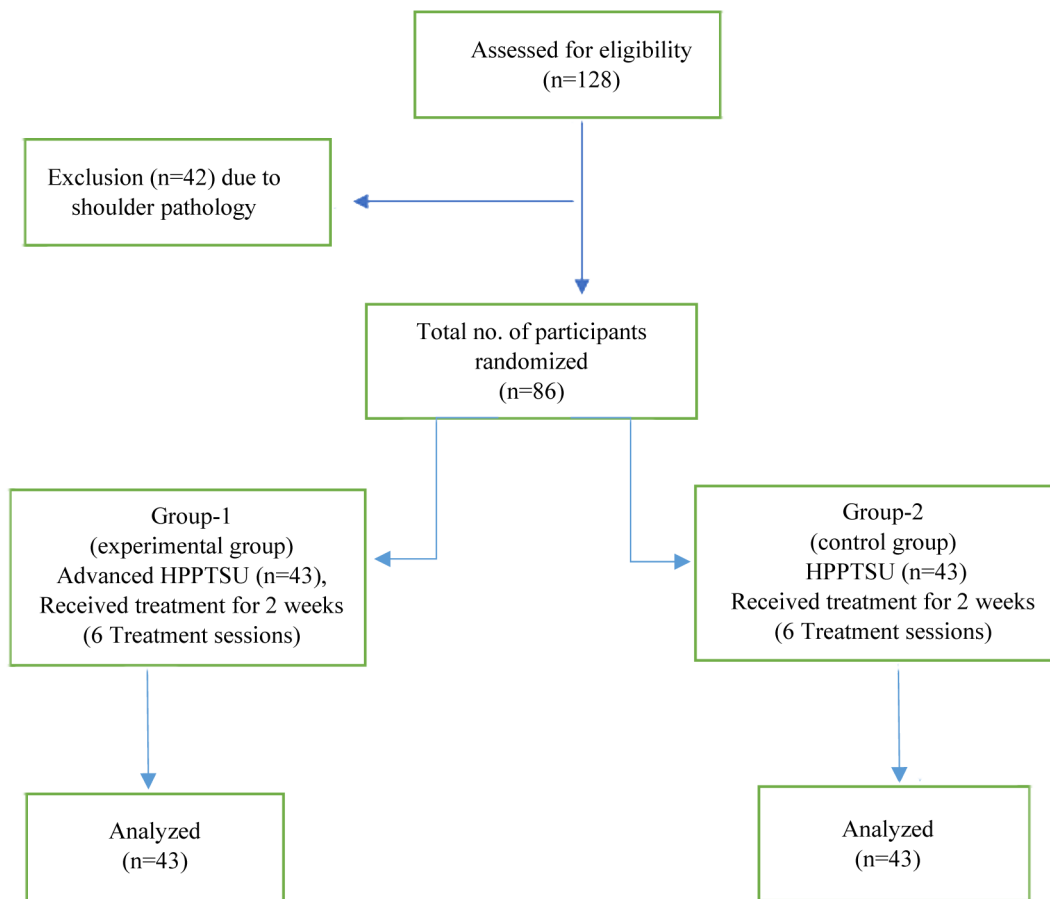 Assessed for eligibility
(n=128)
Exclusion (n=42) due to
shoulder pathology
Total no. of participants
randomized
(n=86)
Group-1
(experimental group)
Advanced HPPTSU (n=43),
Received treatment for 2 weeks
(6 Treatment sessions)
Group-2
(control group)
HPPTSU (n=43)
Received treatment for 2 weeks
(6 Treatment sessions)
Analyzed
(n=43)
Analyzed
(n=43)